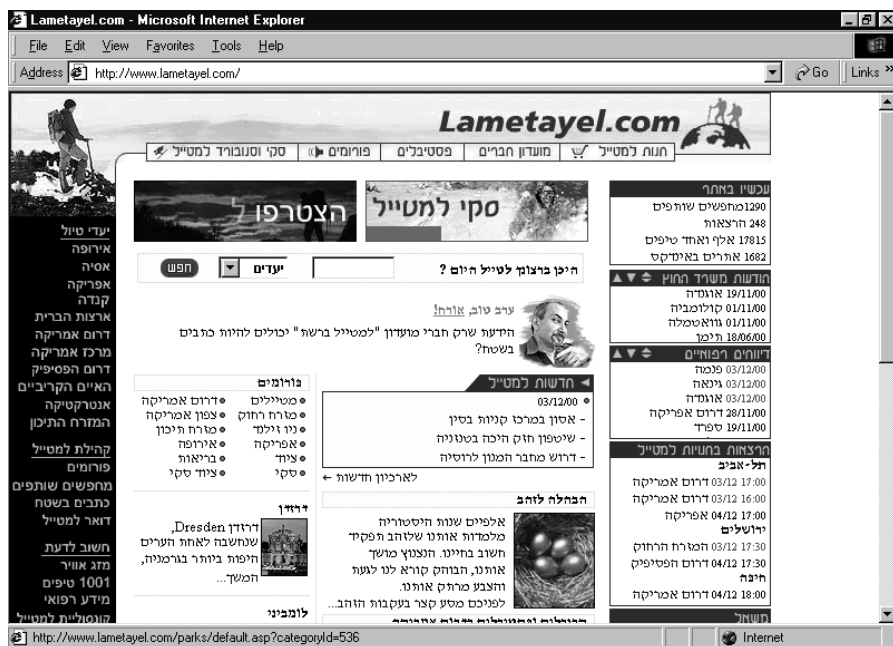 Lametayel.com - Microsoft Internet Explorer
File Edit View Favorites Tools Help
Address http://www.lametayel.com/ Go Links
Lametayel.com
חנות למטייל | מועדון חברים | פסטיבלים | פורומים | סקי וסנובורד למטייל
עכשיו באתר
1290 מחפשים שותפים
248 הרצאות
17815 אלף ואחד טיפים
1682 אתרים באינדקס
הודעות משרד החוץ
19/11/00 אוגנדה
01/11/00 קולומביה
01/11/00 גוואטמלה
18/06/00 תימן
דיווחים רפואיים
03/12/00 פנמה
03/12/00 גינאה
03/12/00 אוגנדה
28/11/00 דרום אמריקה
19/11/00 ספרד
הרצאות בחנויות למטייל
תל-אביב
17:00 03/12 דרום אמריקה
16:00 03/12 דרום אמריקה
17:00 04/12 אפריקה
ירושלים
17:30 03/12 המזרח הרחוק
17:30 04/12 דרום הפסיפיק
חיפה
18:00 04/12 דרום אמריקה
משאל
סקי למטייל
הצטרפו ל
היכן ברצונך לטייל היום ?
יעדים
חפש
ערב טוב, אורח!
הידעת שרק חברי מועדון "למטייל ברשת" יכולים להיות כתבים
בשטח?
חדשות למטייל
03/12/00
- אסון במרכז קניות בסין
- שיטפון חזק היכה בטנזניה
- דרוש מחבר המנון לרוסיה
לארכיון חדשות
הבהלה לזהב
אלפיים שנות היסטוריה
מלמדות אותנו שלזהב תפקיד
חשוב בחיינו. הנצנוץ מושך
אותנו, הבוהק קורא לנו לגעת
והצבע מרתק אותנו.
לפניכם מסע קצר בעקבות הזהב...
פורומים
מטיילים
מזרח רחוק
ניו זילנד
אפריקה
ציוד
סקי
דרום אמריקה
צפון אמריקה
מזרח תיכון
אירופה
בריאות
ציוד סקי
דרזדן
דרזדן Dresden,
שנחשבה לאחת הערים
היפות ביותר בגרמניה,
המשך...
לומביני
יעדי טיול
אירופה
אסיה
אפריקה
קנדה
ארצות הברית
דרום אמריקה
מרכז אמריקה
דרום הפסיפיק
האיים הקריביים
אנטרקטיקה
המזרח התיכון
קהילת למטייל
פורומים
מחפשים שותפים
כתבים בשטח
דואר למטייל
חשוב לדעת
מזג אוויר
1001 טיפים
מידע רפואי
קונסוליית למטייל
http://www.lametayel.com/parks/default.asp?categoryId=536
Internet